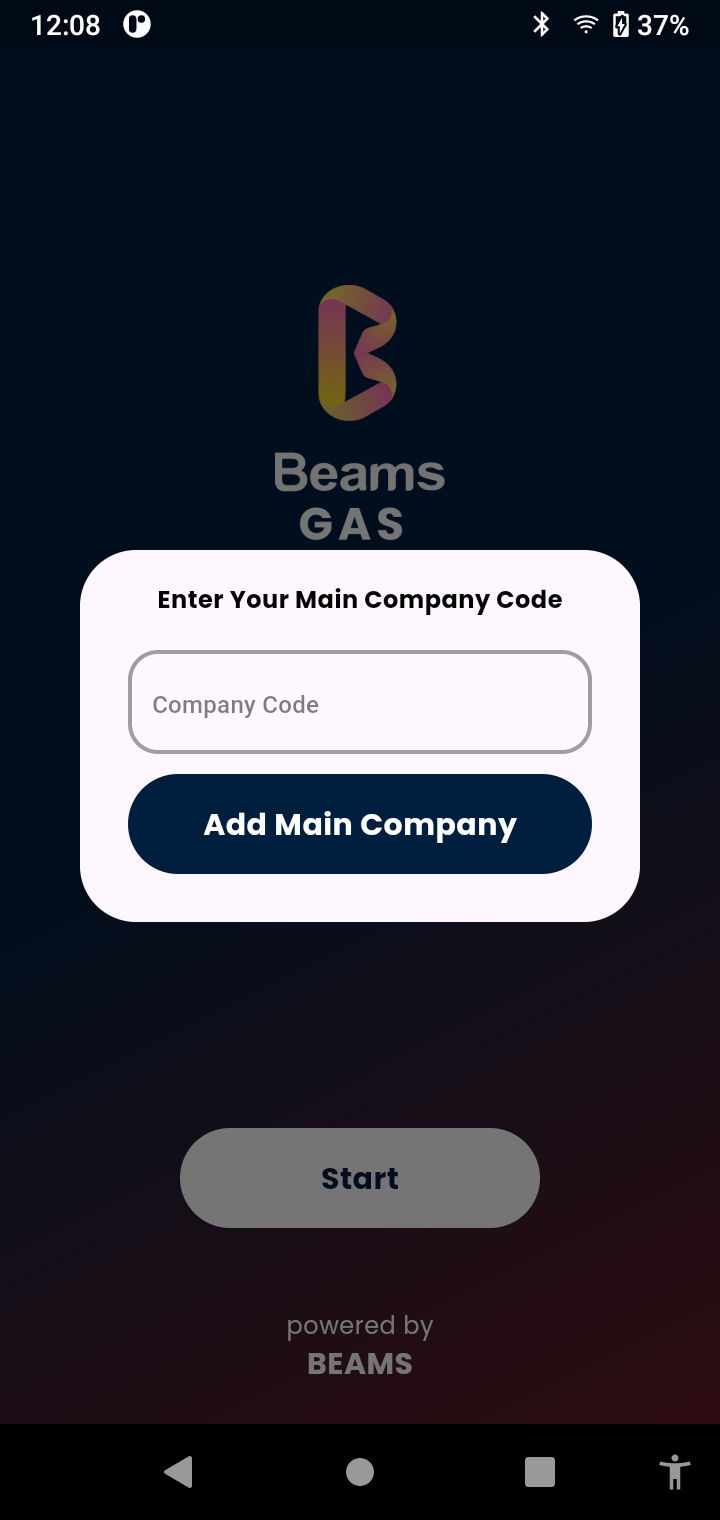 12:08
37%
Beams
GAS
Enter Your Main Company Code
Company Code
Add Main Company
Start
powered by
BEAMS